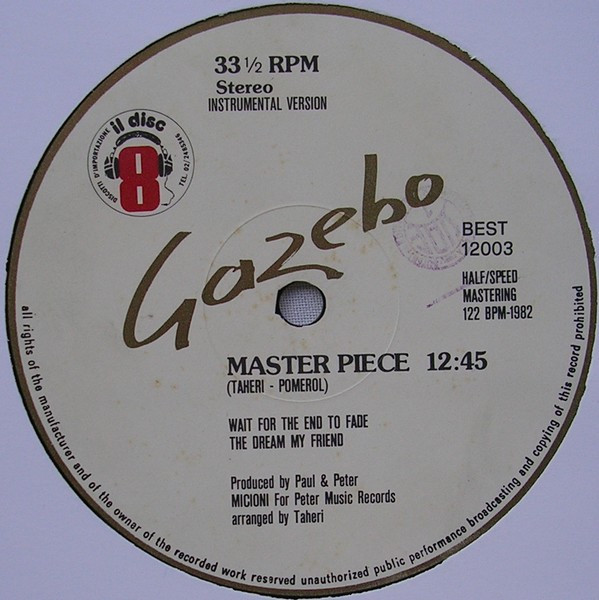 33 1/2 RPM
Stereo
INSTRUMENTAL VERSION
il disc
8
DISCOTTI D'IMPORTAZIONE
Gazebo
BEST
12003
HALF/SPEED
MASTERING
122 BPM-1982
MASTER PIECE 12:45
(TAHERI - POMEROL)
WAIT FOR THE END TO FADE
THE DREAM MY FRIEND
Produced by Paul & Peter
MICIONI For Peter Music Records
arranged by Taheri
all rights of the manufacturer and of the owner of the recorded work reserved unauthorized public performance broadcasting and copying of this record prohibited